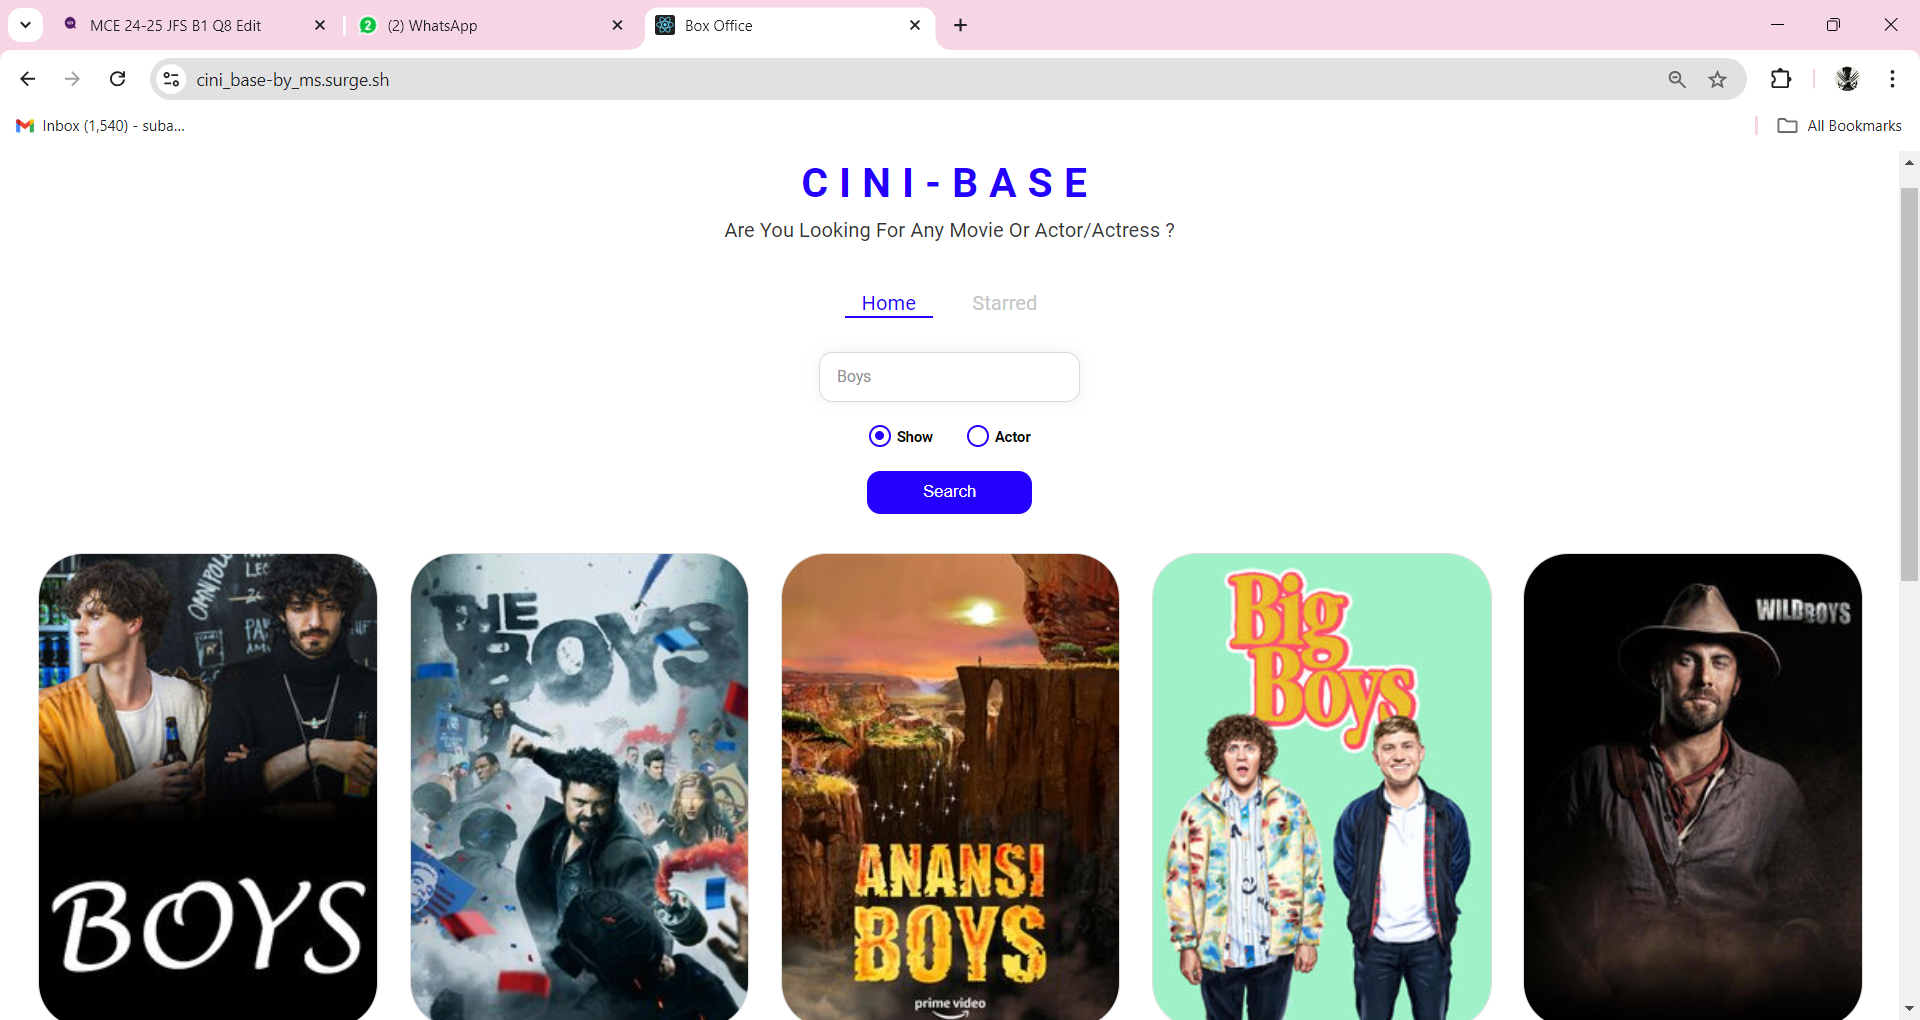 MCE 24-25 JFS B1 Q8 Edit
2
(2) WhatsApp
Box Office
cini_base-by_ms.surge.sh
Inbox (1,540) - suba...
All Bookmarks
CINI-BASE
Are You Looking For Any Movie Or Actor/Actress ?
Home
Starred
Boys
Show
Actor
Search
OMNIPOLLO
BOYS
THE
BOYS
ANANSI
BOYS
prime video
Big
Boys
WILDBOYS